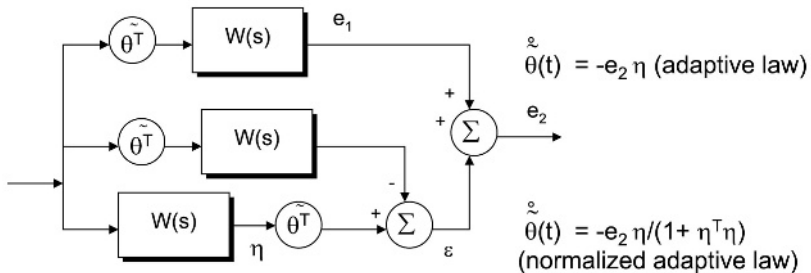 θ̃ᵀ
W(s)
e₁
θ̃̊(t) = -e₂ η (adaptive law)
+
+
Σ
e₂
θ̃ᵀ
W(s)
-
W(s)
η
θ̃ᵀ
+
Σ
ε
θ̃̊(t) = -e₂ η/(1+ ηᵀη)
(normalized adaptive law)